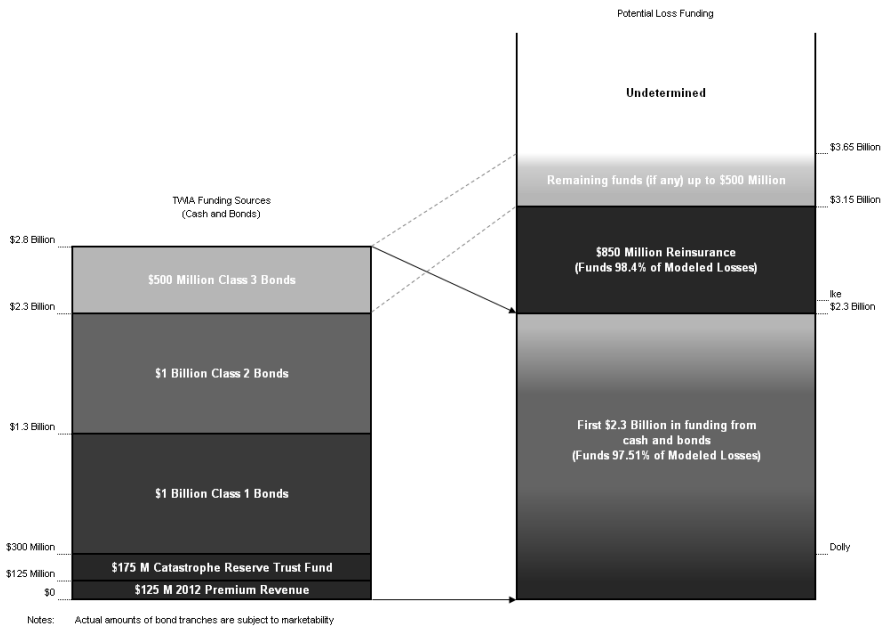 Potential Loss Funding
Undetermined
$3.65 Billion
Remaining funds (if any) up to $500 Million
$3.15 Billion
TWIA Funding Sources
(Cash and Bonds)
$2.8 Billion
$850 Million Reinsurance
(Funds 98.4% of Modeled Losses)
$500 Million Class 3 Bonds
Ike
$2.3 Billion
$2.3 Billion
$1 Billion Class 2 Bonds
$1.3 Billion
First $2.3 Billion in funding from
cash and bonds
(Funds 97.51% of Modeled Losses)
$1 Billion Class 1 Bonds
$300 Million
Dolly
$175 M Catastrophe Reserve Trust Fund
$125 Million
$125 M 2012 Premium Revenue
$0
Notes: Actual amounts of bond tranches are subject to marketability